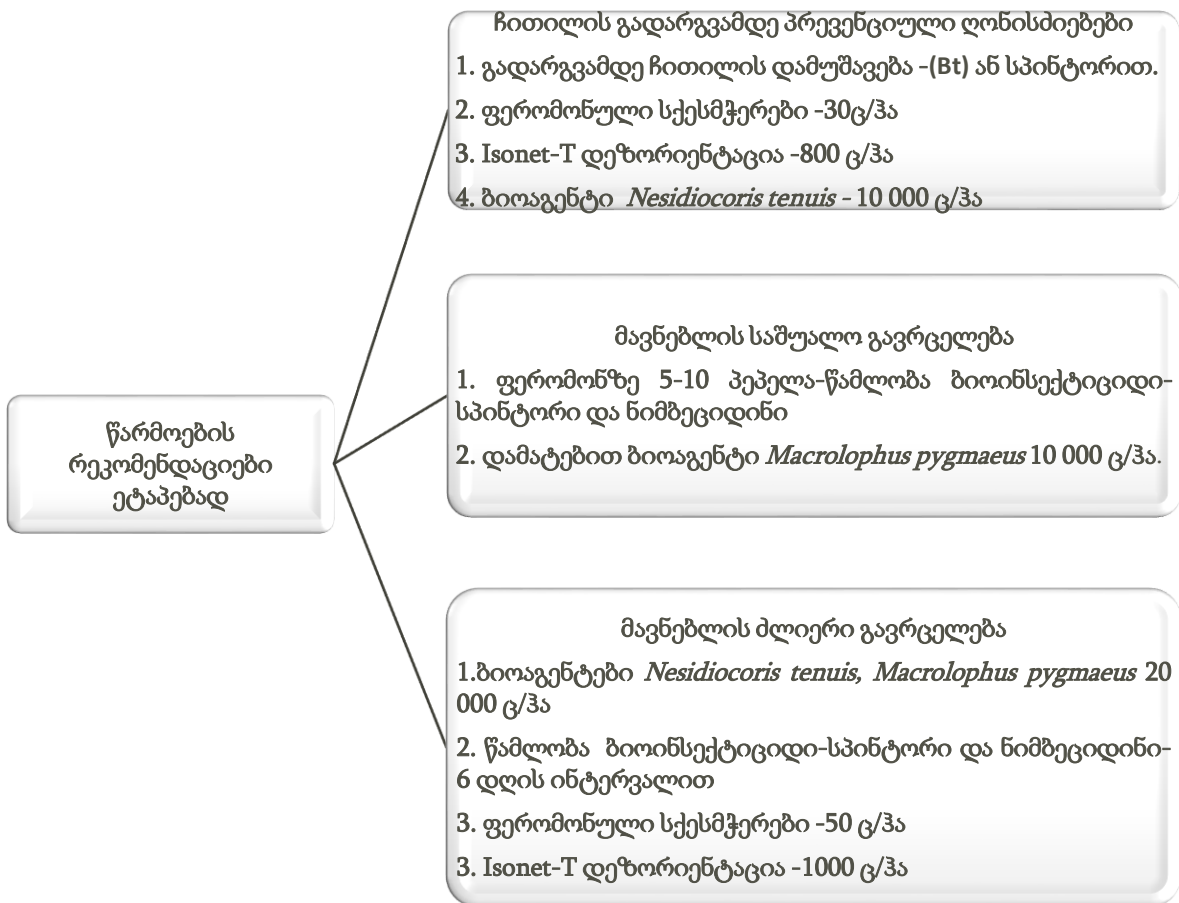 ჩითილის გადარგვამდე პრევენციული ღონისძიებები
1. გადარგვამდე ჩითილის დამუშავება -(Bt) ან სპინტორით.
2. ფერომონული სქესმჭერები -30ც/ჰა
3. Isonet-T დეზორიენტაცია -800 ც/ჰა
4. ბიოაგენტი Nesidiocoris tenuis - 10 000 ც/ჰა
მავნებლის საშუალო გავრცელება
1. ფერომონზე 5-10 პეპელა-წამლობა ბიოინსექტიციდი-
სპინტორი და ნიმბეციდინი
2. დამატებით ბიოაგენტი Macrolophus pygmaeus 10 000 ც/ჰა.
წარმოების
რეკომენდაციები
ეტაპებად
მავნებლის ძლიერი გავრცელება
1.ბიოაგენტები Nesidiocoris tenuis, Macrolophus pygmaeus 20
000 ც/ჰა
2. წამლობა ბიოინსექტიციდი-სპინტორი და ნიმბეციდინი-
6 დღის ინტერვალით
3. ფერომონული სქესმჭერები -50 ც/ჰა
3. Isonet-T დეზორიენტაცია -1000 ც/ჰა